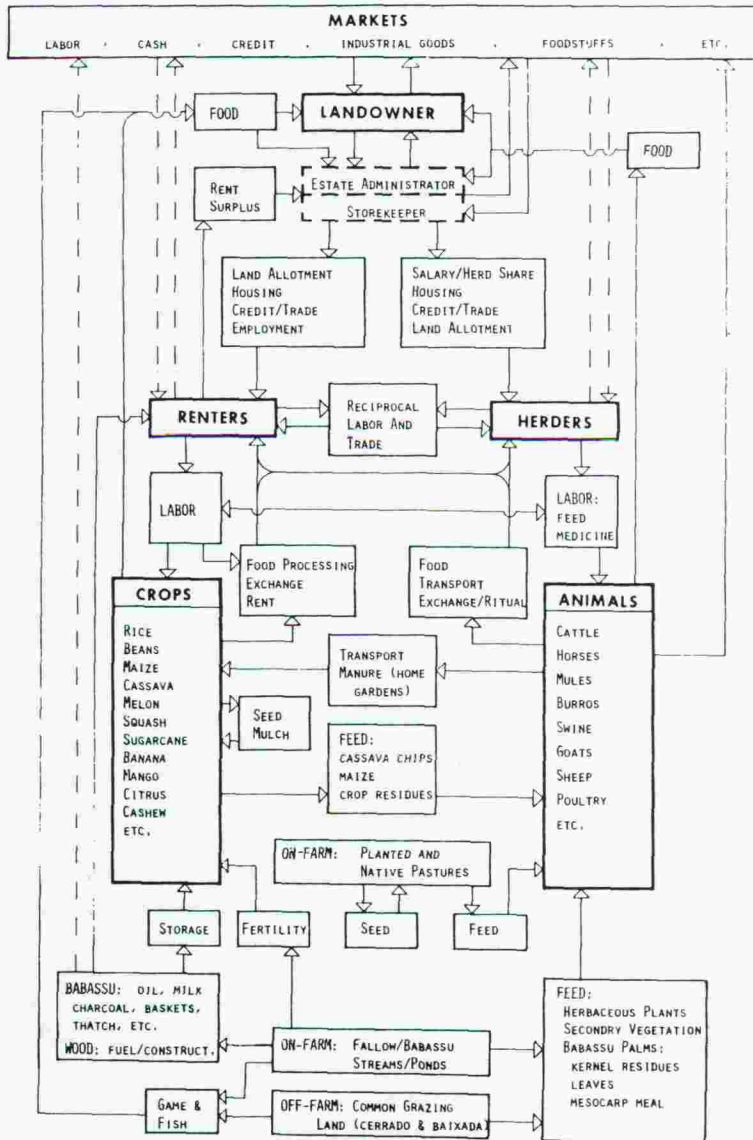 MARKETS
LABOR , CASH , CREDIT , INDUSTRIAL GOODS , FOODSTUFFS , ETC.
FOOD
LANDOWNER
FOOD
RENT
SURPLUS
ESTATE ADMINISTRATOR
STOREKEEPER
LAND ALLOTMENT
HOUSING
CREDIT/TRADE
EMPLOYMENT
SALARY/HERD SHARE
HOUSING
CREDIT/TRADE
LAND ALLOTMENT
RENTERS
RECIPROCAL
LABOR AND
TRADE
HERDERS
LABOR
LABOR:
FEED
MEDICINE
FOOD PROCESSING
EXCHANGE
RENT
FOOD
TRANSPORT
EXCHANGE/RITUAL
CROPS
RICE
BEANS
MAIZE
CASSAVA
MELON
SQUASH
SUGARCANE
BANANA
MANGO
CITRUS
CASHEW
ETC.
ANIMALS
CATTLE
HORSES
MULES
BURROS
SWINE
GOATS
SHEEP
POULTRY
ETC.
TRANSPORT
MANURE (HOME
GARDENS)
SEED
MULCH
FEED:
CASSAVA CHIPS
MAIZE
CROP RESIDUES
ON-FARM: PLANTED AND
NATIVE PASTURES
STORAGE
FERTILITY
SEED
FEED
BABASSU: OIL, MILK
CHARCOAL, BASKETS,
THATCH, ETC.
WOOD: FUEL/CONSTRUCT.
ON-FARM: FALLOW/BABASSU
STREAMS/PONDS
FEED:
HERBACEOUS PLANTS
SECONDRY VEGETATION
BABASSU PALMS:
KERNEL RESIDUES
LEAVES
MESOCARP MEAL
GAME &
FISH
OFF-FARM: COMMON GRAZING
LAND (CERRADO & BAIXADA)